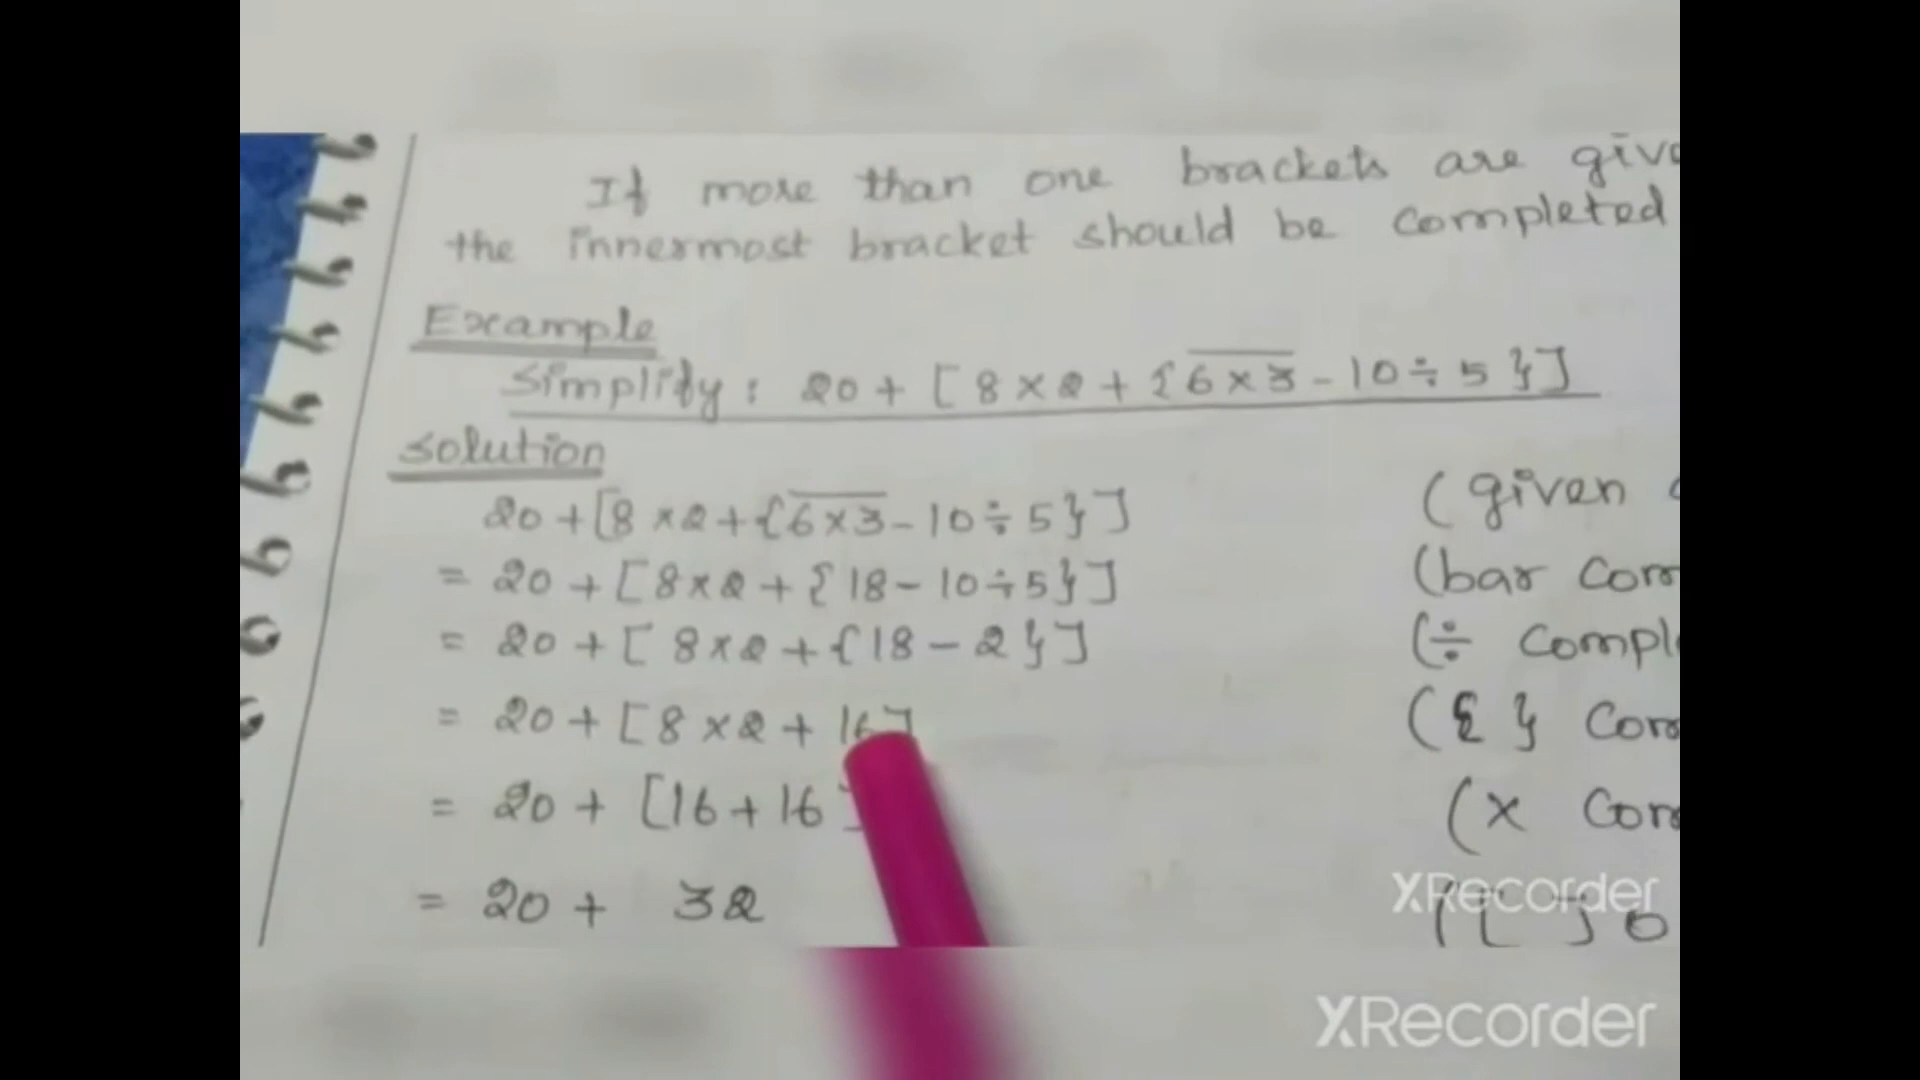 If more than one brackets are give
the innermost bracket should be completed
Example
Simplify: 20 + [8 × 2 + {6̅ ×̅ 3̅ - 10 ÷ 5}]
Solution
20 + [8 × 2 + {6̅ ×̅ 3̅ - 10 ÷ 5}] (given
= 20 + [8 × 2 + {18 - 10 ÷ 5}] (bar com
= 20 + [8 × 2 + {18 - 2}] (÷ comple
= 20 + [8 × 2 + 16] ({ } com
= 20 + [16 + 16] (× com
= 20 + 32 ([ ]
XRecorder
XRecorder